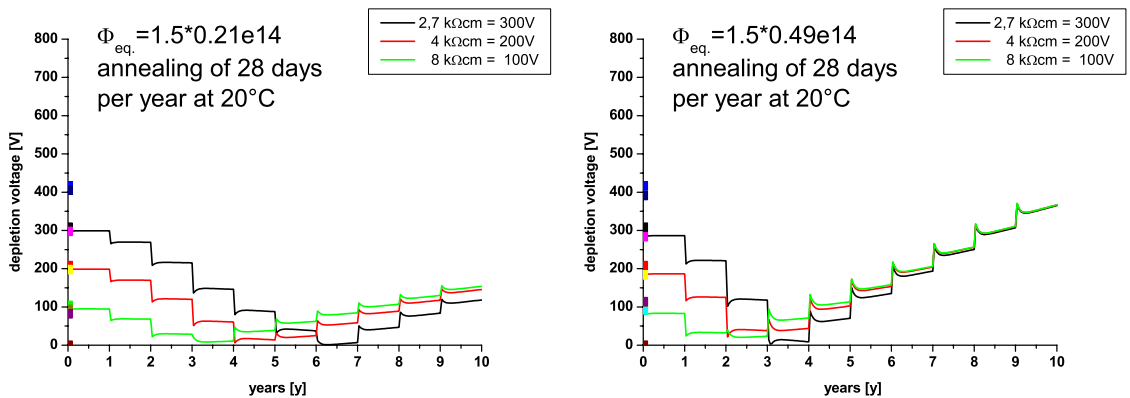 Φeq.=1.5*0.21e14
annealing of 28 days
per year at 20°C
2,7 kΩcm = 300V
4 kΩcm = 200V
8 kΩcm = 100V
depletion voltage [V]
800
700
600
500
400
300
200
100
0
0 1 2 3 4 5 6 7 8 9 10
years [y]
Φeq.=1.5*0.49e14
annealing of 28 days
per year at 20°C
2,7 kΩcm = 300V
4 kΩcm = 200V
8 kΩcm = 100V
depletion voltage [V]
800
700
600
500
400
300
200
100
0
0 1 2 3 4 5 6 7 8 9 10
years [y]